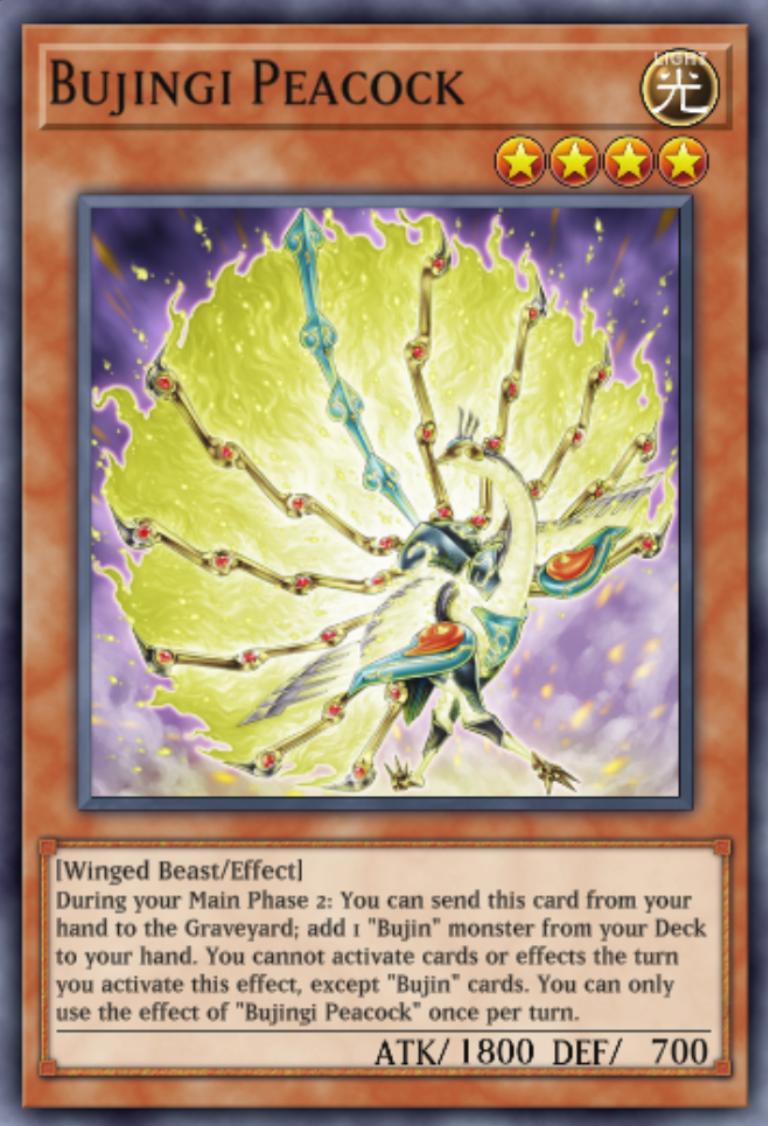 Bujingi Peacock
LIGHT
光
[Winged Beast/Effect]
During your Main Phase 2: You can send this card from your
hand to the Graveyard; add 1 "Bujin" monster from your Deck
to your hand. You cannot activate cards or effects the turn
you activate this effect, except "Bujin" cards. You can only
use the effect of "Bujingi Peacock" once per turn.
ATK/ 1800 DEF/ 700